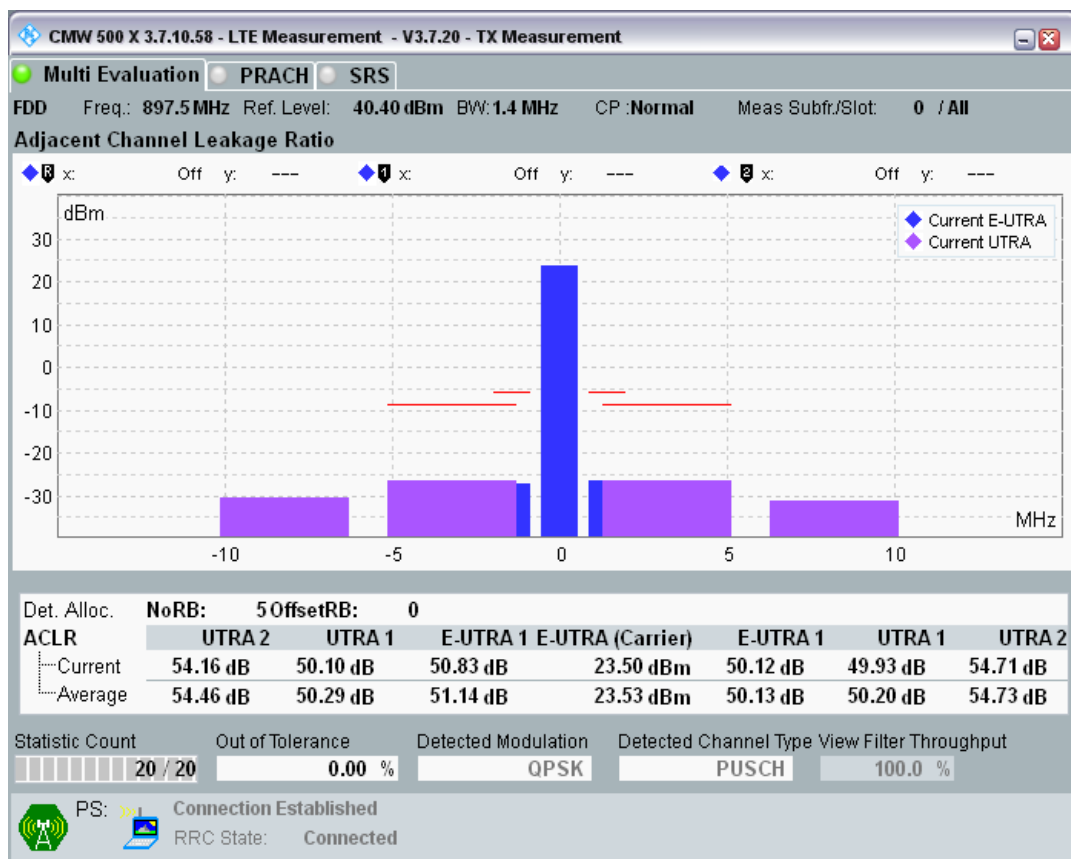 CMW 500 X 3.7.10.58 - LTE Measurement - V3.7.20 - TX Measurement
Multi Evaluation PRACH SRS
FDD Freq.: 897.5 MHz Ref. Level: 40.40 dBm BW: 1.4 MHz CP :Normal Meas Subfr./Slot: 0 / All
Adjacent Channel Leakage Ratio
R x: Off y: --- 1 x: Off y: --- 2 x: Off y: ---
dBm
Current E-UTRA
Current UTRA
30
20
10
0
-10
-20
-30
MHz
-10 -5 0 5 10
Det. Alloc. NoRB: 5 OffsetRB: 0
ACLR UTRA 2 UTRA 1 E-UTRA 1 E-UTRA (Carrier) E-UTRA 1 UTRA 1 UTRA 2
Current 54.16 dB 50.10 dB 50.83 dB 23.50 dBm 50.12 dB 49.93 dB 54.71 dB
Average 54.46 dB 50.29 dB 51.14 dB 23.53 dBm 50.13 dB 50.20 dB 54.73 dB
Statistic Count Out of Tolerance Detected Modulation Detected Channel Type View Filter Throughput
20 / 20 0.00 % QPSK PUSCH 100.0 %
PS: Connection Established
RRC State: Connected